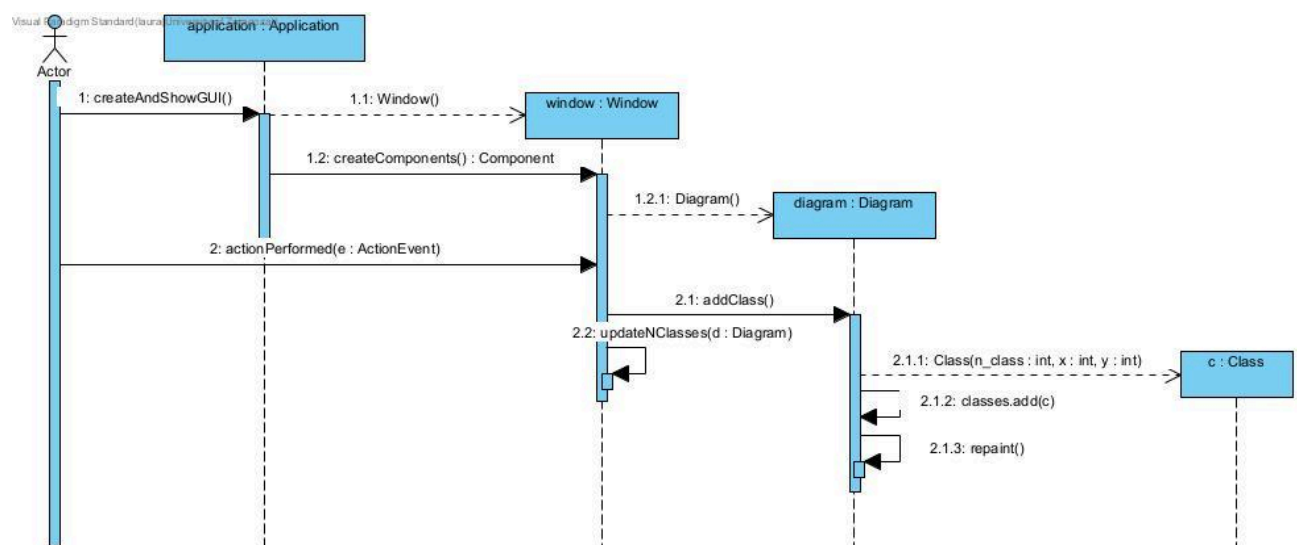 Visual Paradigm Standard(laura(Universidad
application : Application
Actor
1: createAndShowGUI()
1.1: Window()
window : Window
1.2: createComponents() : Component
1.2.1: Diagram()
diagram : Diagram
2: actionPerformed(e : ActionEvent)
2.1: addClass()
2.2: updateNClasses(d : Diagram)
2.1.1: Class(n_class : int, x : int, y : int)
c : Class
2.1.2: classes.add(c)
2.1.3: repaint()